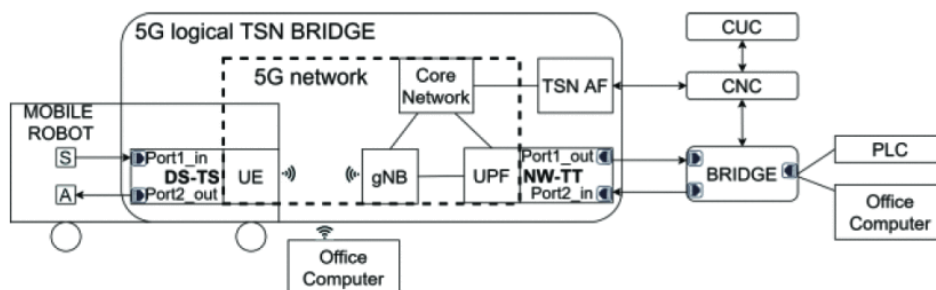 5G logical TSN BRIDGE
CUC
5G network
Core
Network
TSN AF
CNC
MOBILE
ROBOT
S
Port1_in
DS-TS
A
Port2_out
UE
gNB
UPF
Port1_out
NW-TT
Port2_in
BRIDGE
PLC
Office
Computer
Office
Computer